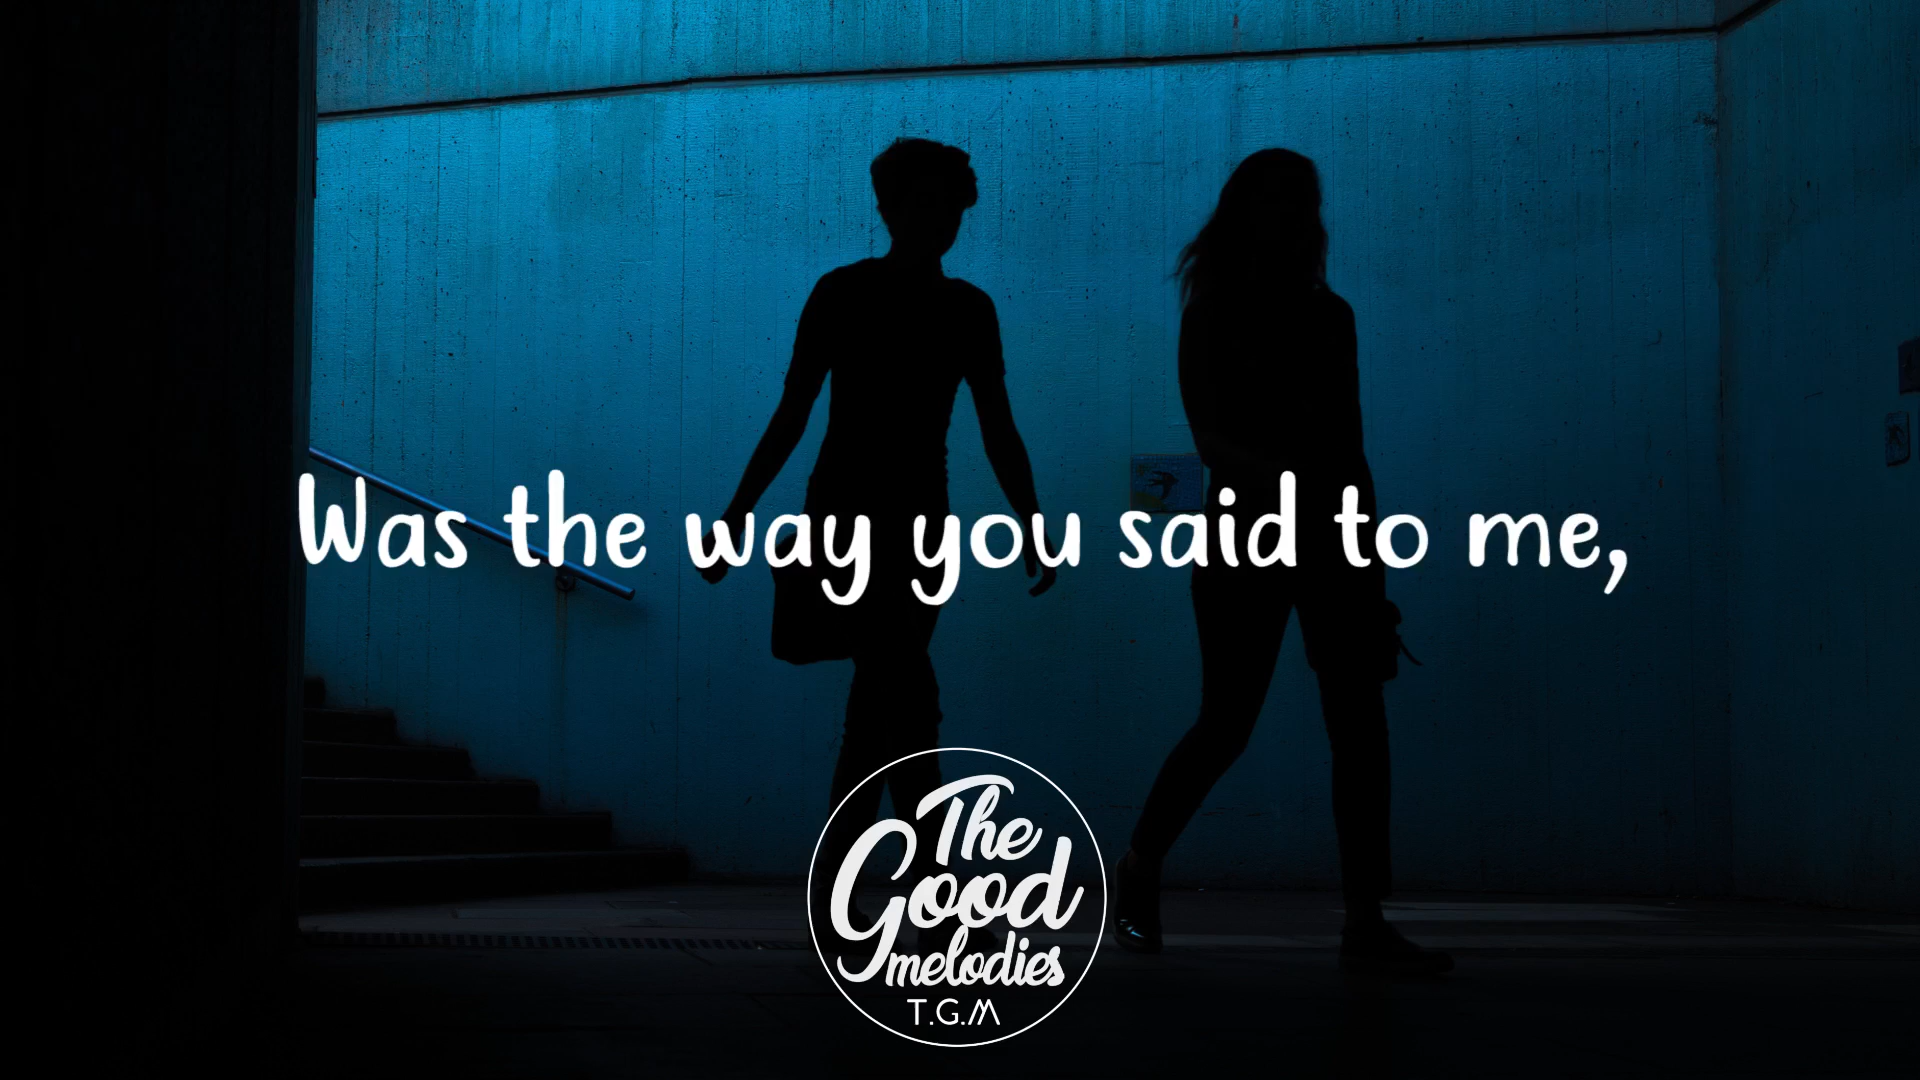 Was the way you said to me,
The
Good
melodies
T.G.M